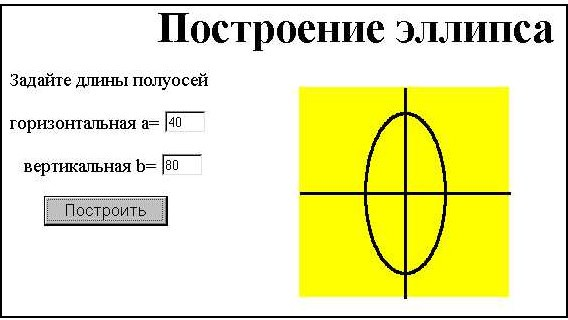 Построение эллипса
Задайте длины полуосей
горизонтальная a= 40
вертикальная b= 80
Построить